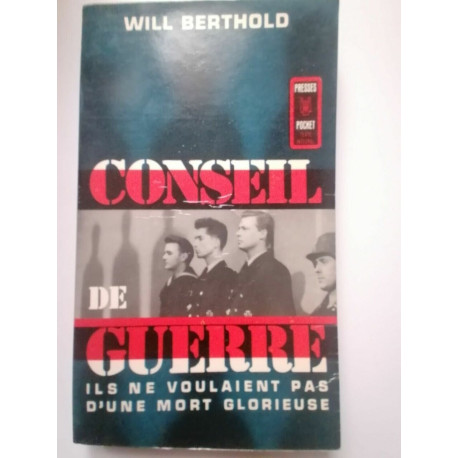 WILL BERTHOLD
PRESSES
POCKET
CONSEIL
DE
GUERRE
ILS NE VOULAIENT PAS
D'UNE MORT GLORIEUSE